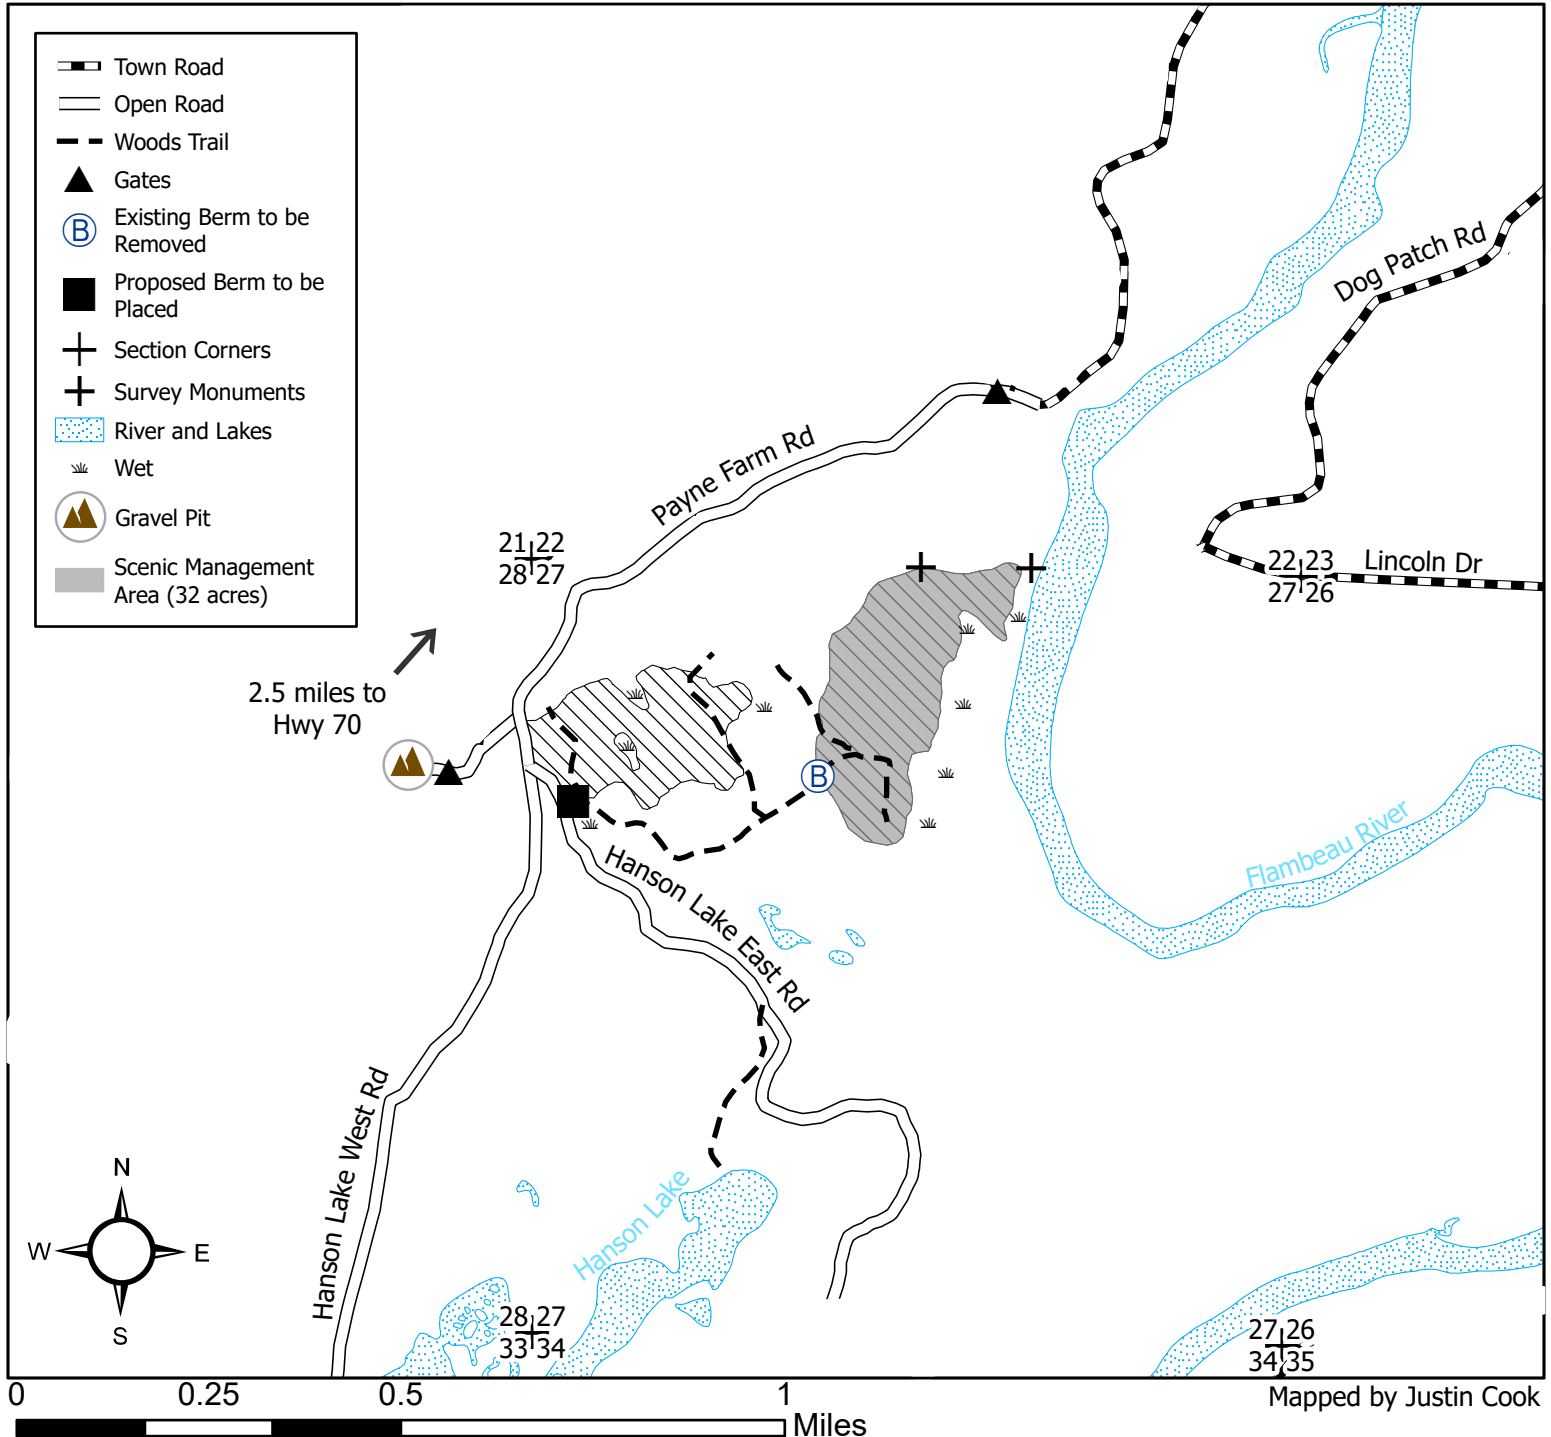 Town Road
Open Road
Woods Trail
Gates
B
Existing Berm to be
Removed
Proposed Berm to be
Placed
Section Corners
Survey Monuments
River and Lakes
Wet
Gravel Pit
Scenic Management
Area (32 acres)
Dog Patch Rd
Payne Farm Rd
21 22
28 27
22 23
27 26
Lincoln Dr
2.5 miles to
Hwy 70
B
Flambeau River
Hanson Lake East Rd
Hanson Lake West Rd
Hanson Lake
N
W
E
S
28 27
33 34
27 26
34 35
0 0.25 0.5 1
Miles
Mapped by Justin Cook